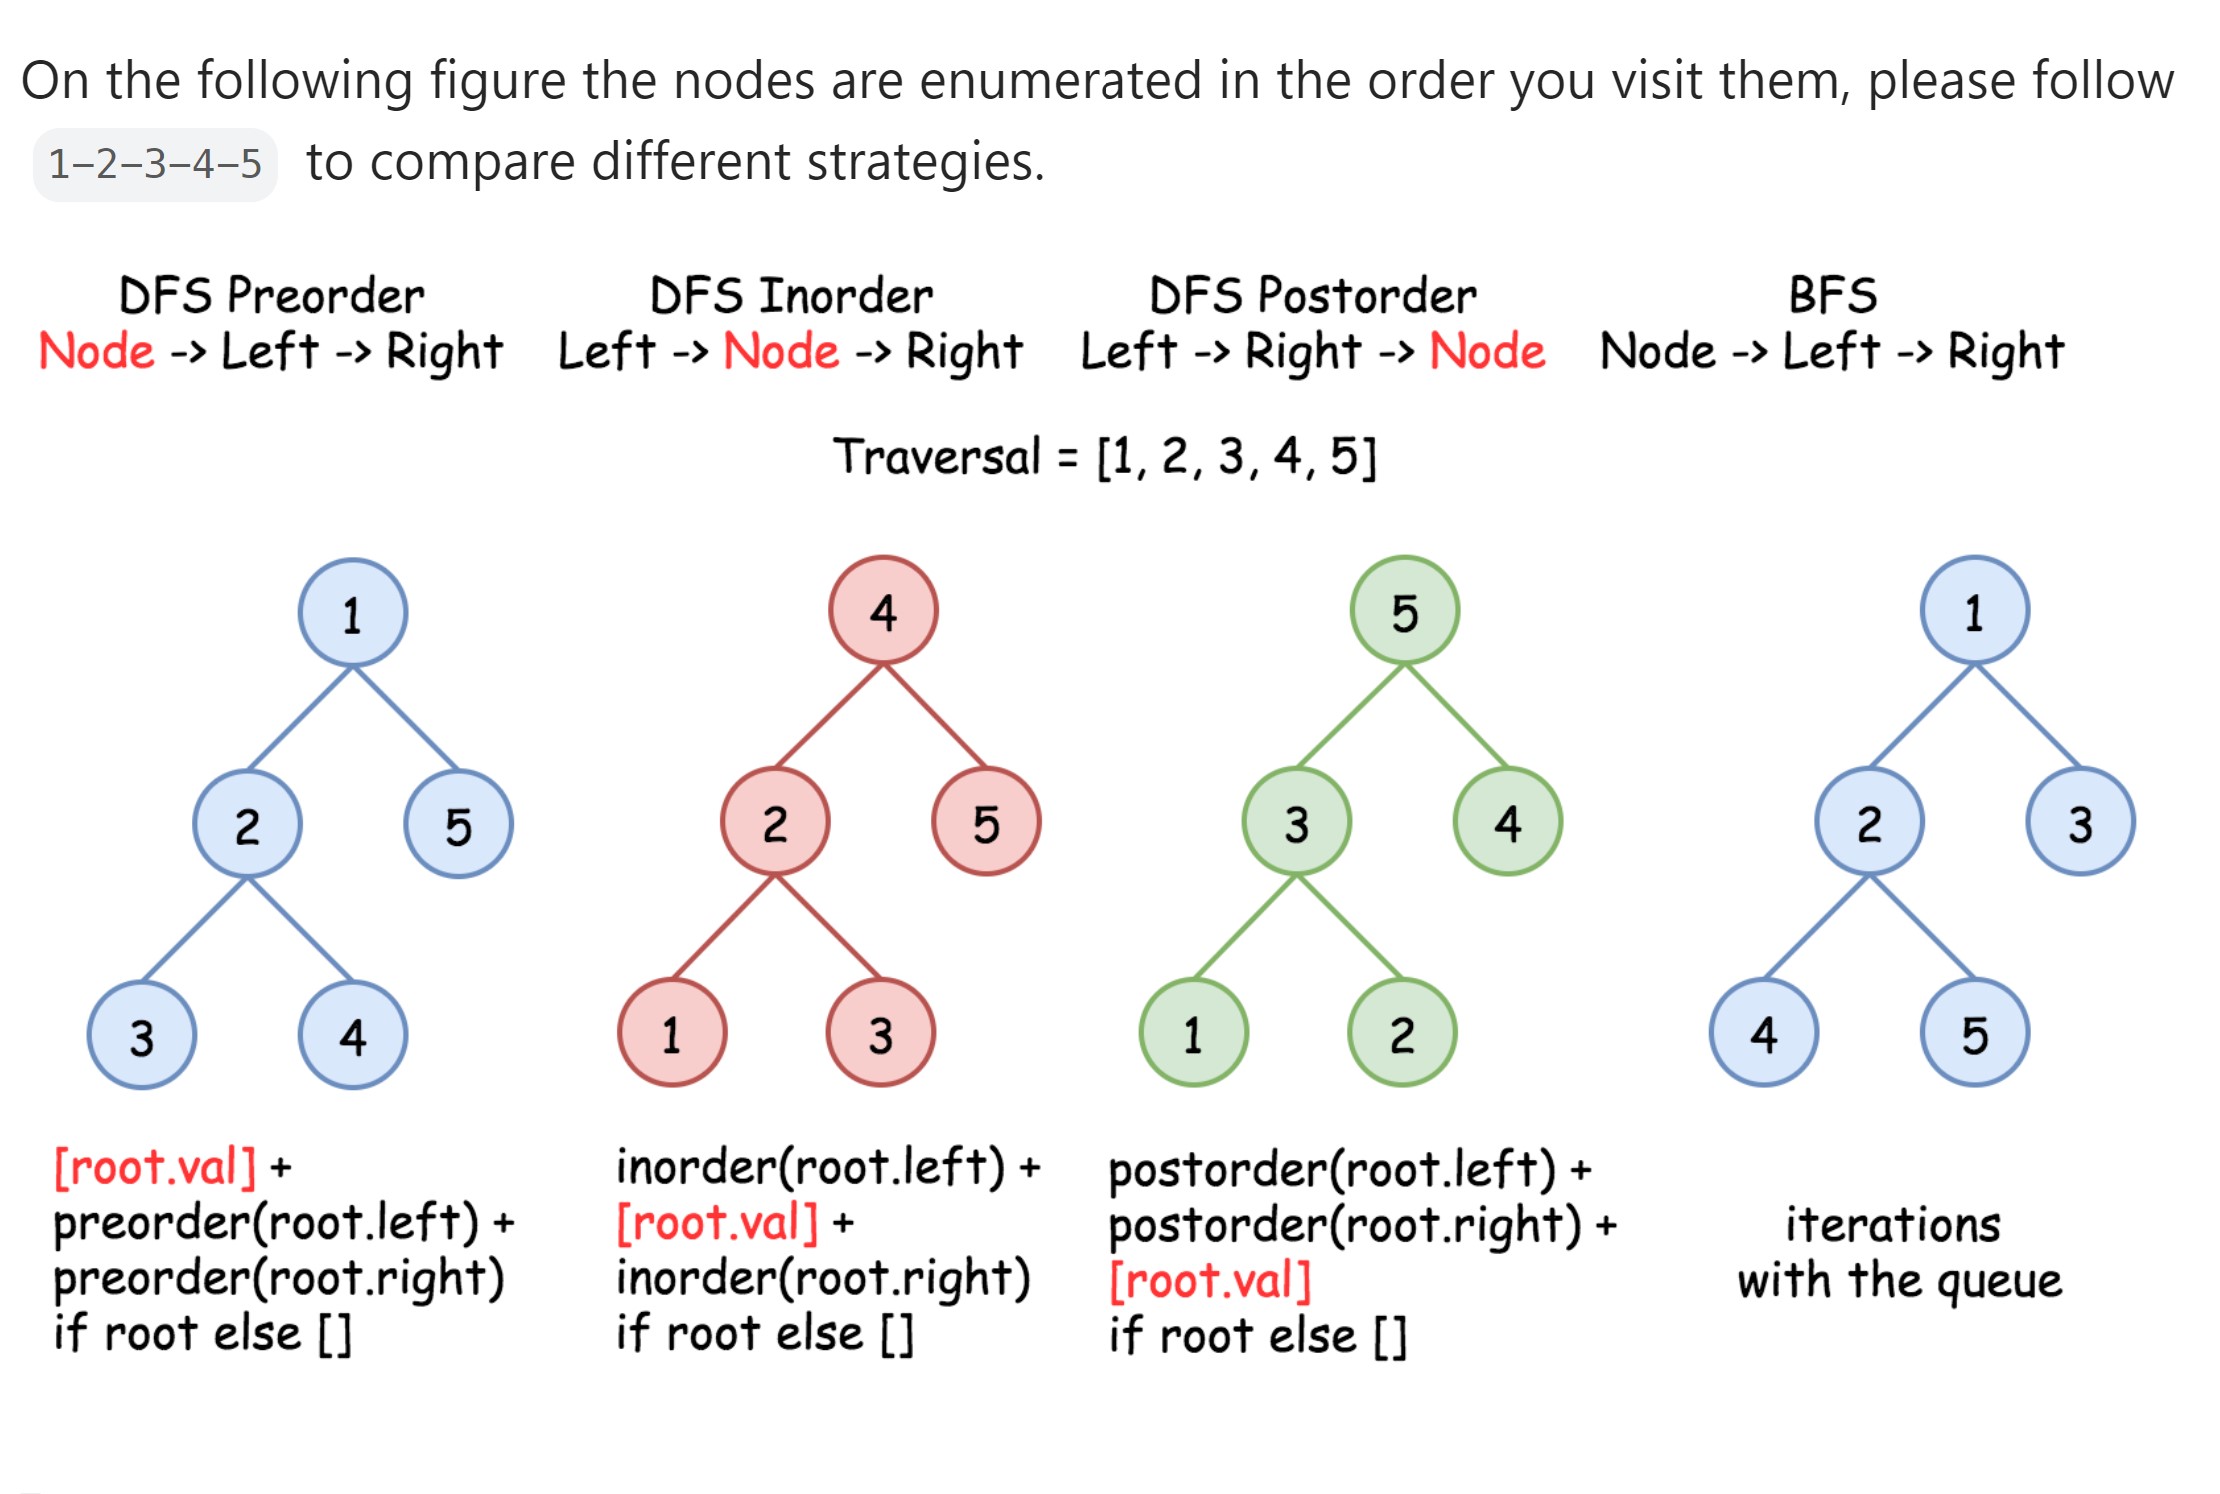 On the following figure the nodes are enumerated in the order you visit them, please follow
1-2-3-4-5 to compare different strategies.
DFS Preorder
Node -> Left -> Right
DFS Inorder
Left -> Node -> Right
DFS Postorder
Left -> Right -> Node
BFS
Node -> Left -> Right
Traversal = [1, 2, 3, 4, 5]
1
2 5
3 4
4
2 5
1 3
5
3 4
1 2
1
2 3
4 5
[root.val] +
preorder(root.left) +
preorder(root.right)
if root else []
inorder(root.left) +
[root.val] +
inorder(root.right)
if root else []
postorder(root.left) +
postorder(root.right) +
[root.val]
if root else []
iterations
with the queue